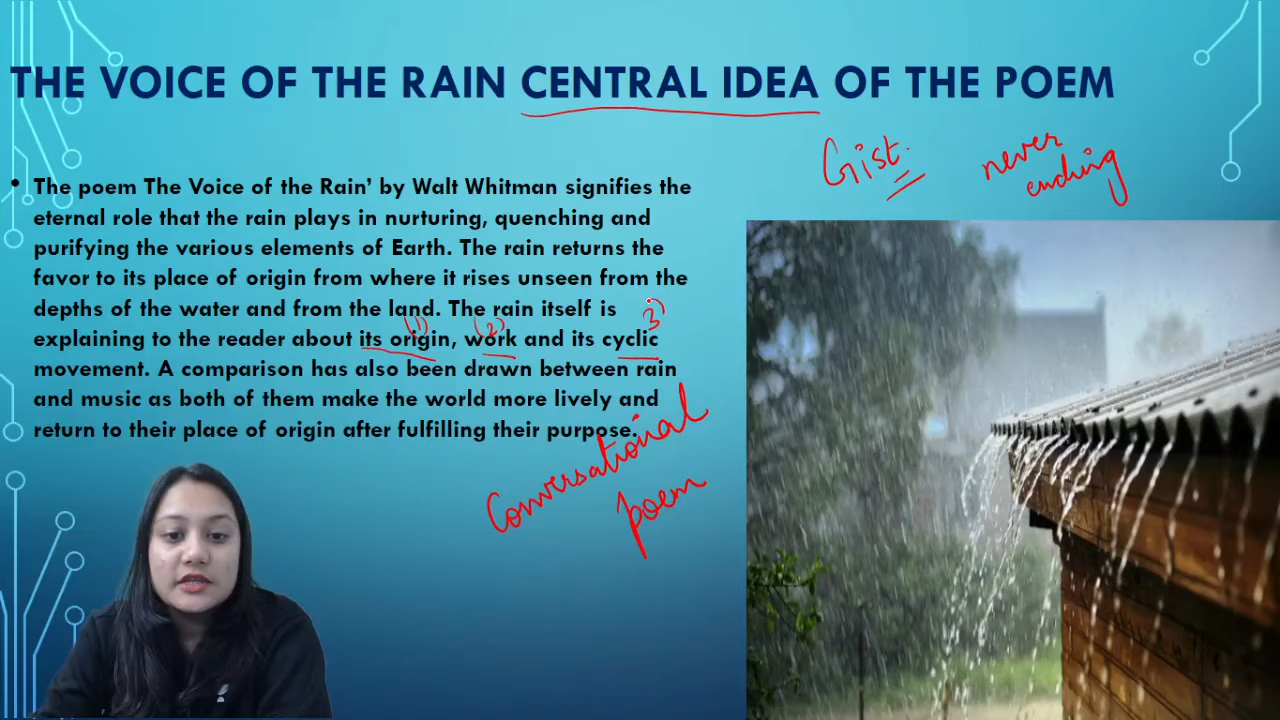 THE VOICE OF THE RAIN CENTRAL IDEA OF THE POEM
Gist.
never
ending
• The poem The Voice of the Rain’ by Walt Whitman signifies the
eternal role that the rain plays in nurturing, quenching and
purifying the various elements of Earth. The rain returns the
favor to its place of origin from where it rises unseen from the
depths of the water and from the land. The rain itself is
(1) (2) 3)
explaining to the reader about its origin, work and its cyclic
movement. A comparison has also been drawn between rain
and music as both of them make the world more lively and
return to their place of origin after fulfilling their purpose.
Conversational
poem